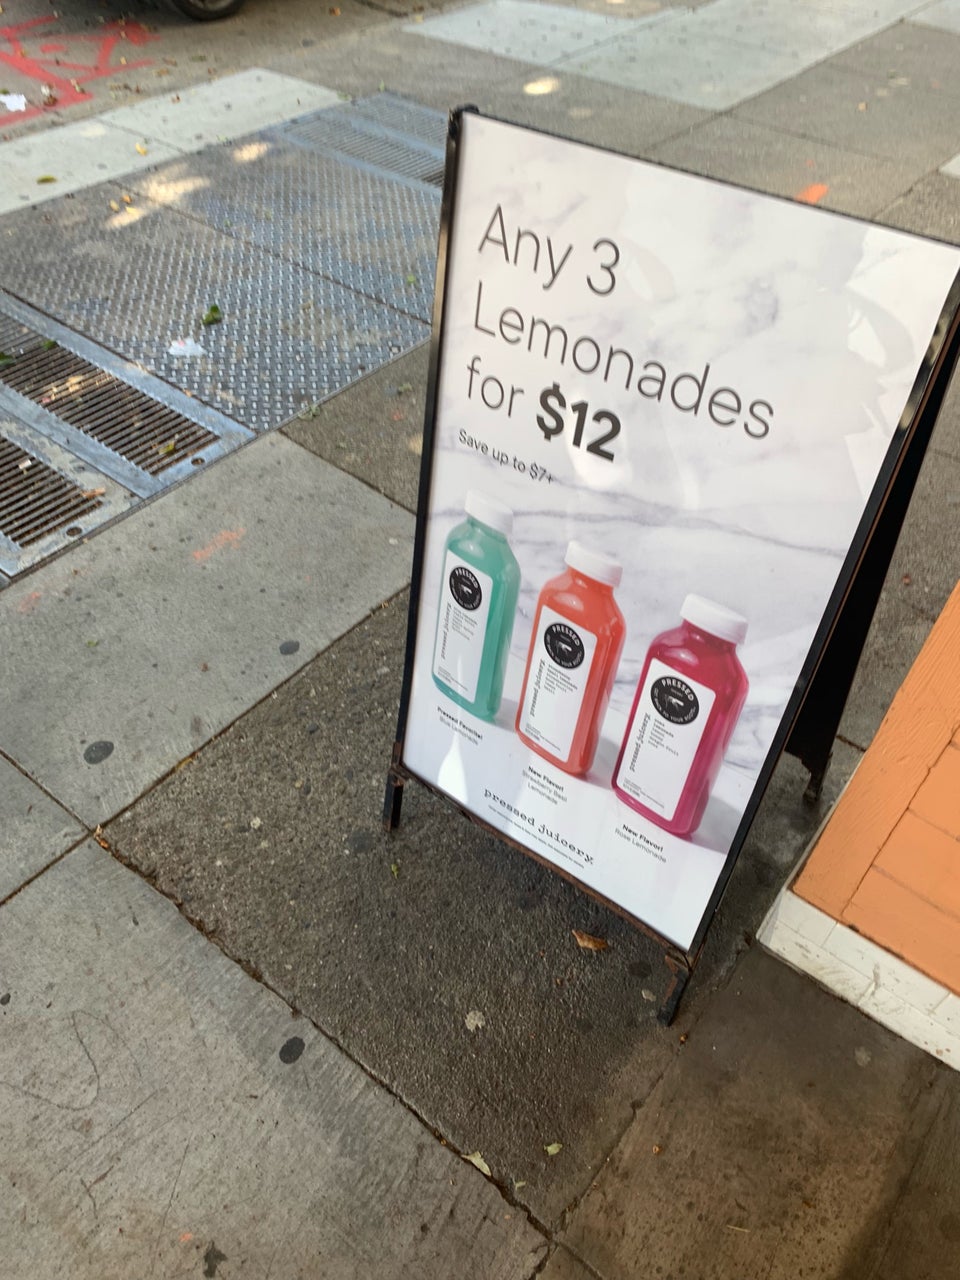 Any 3
Lemonades
for $12
Save up to $7+
PRESSED
pressed juicery.
PRESSED
pressed juicery.
PRESSED
pressed juicery.
Pressed Favorite!
Blue Lemonade
New Flavor!
Strawberry Basil
Lemonade
New Flavor!
Rose Lemonade
pressed juicery.